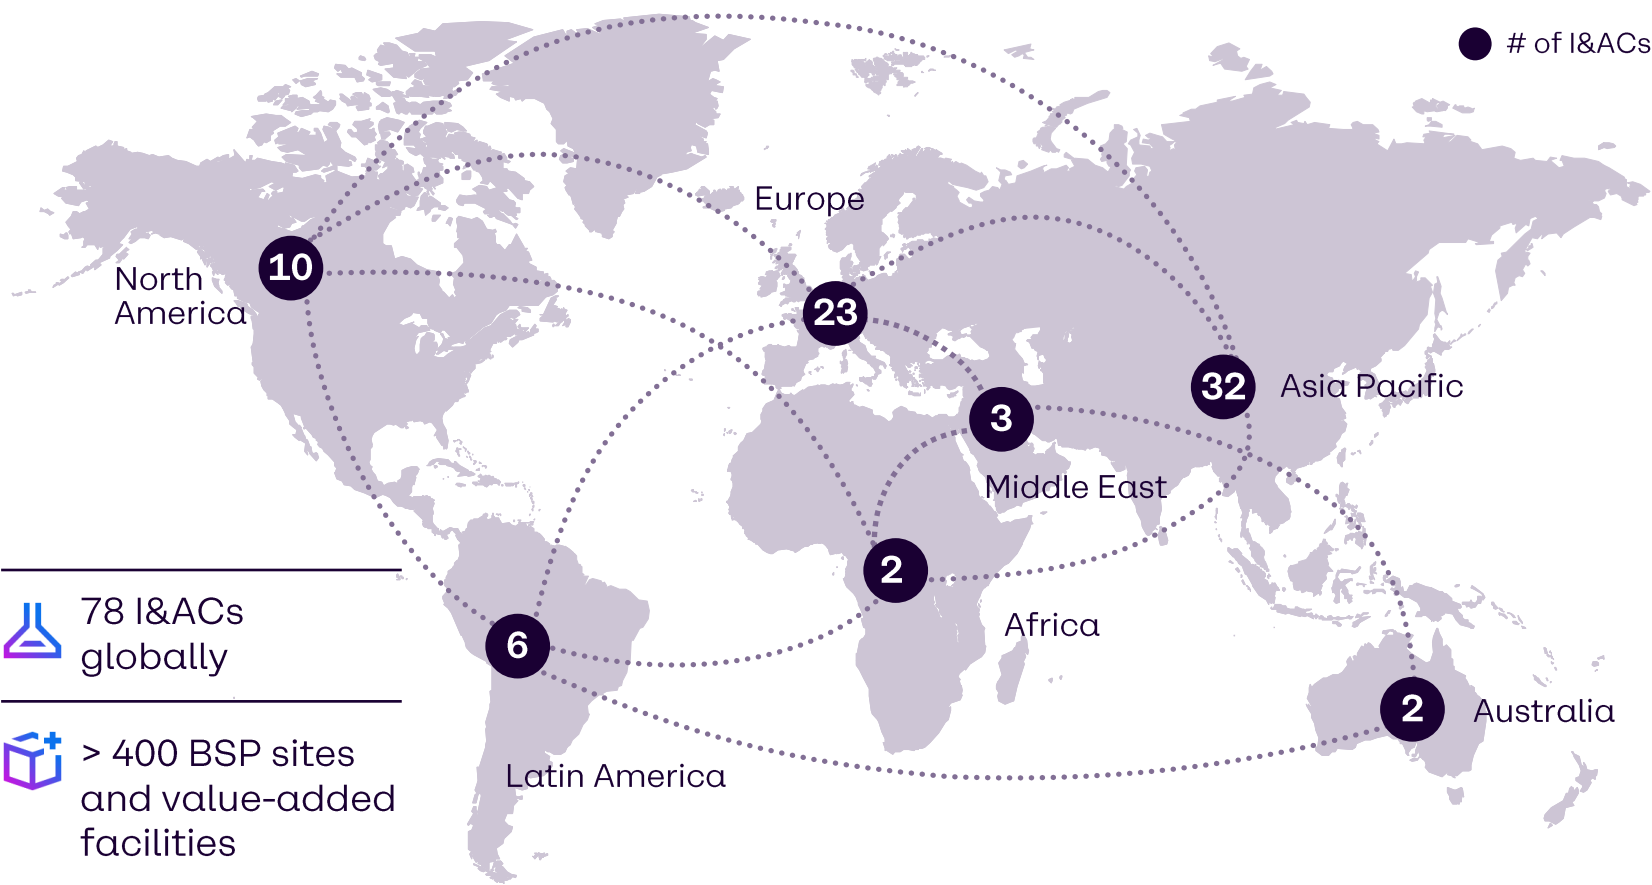 # of I&ACs
Europe
North
America
10
23
32
Asia Pacific
3
Middle East
2
Africa
6
2
Australia
Latin America
78 I&ACs
globally
> 400 BSP sites
and value-added
facilities